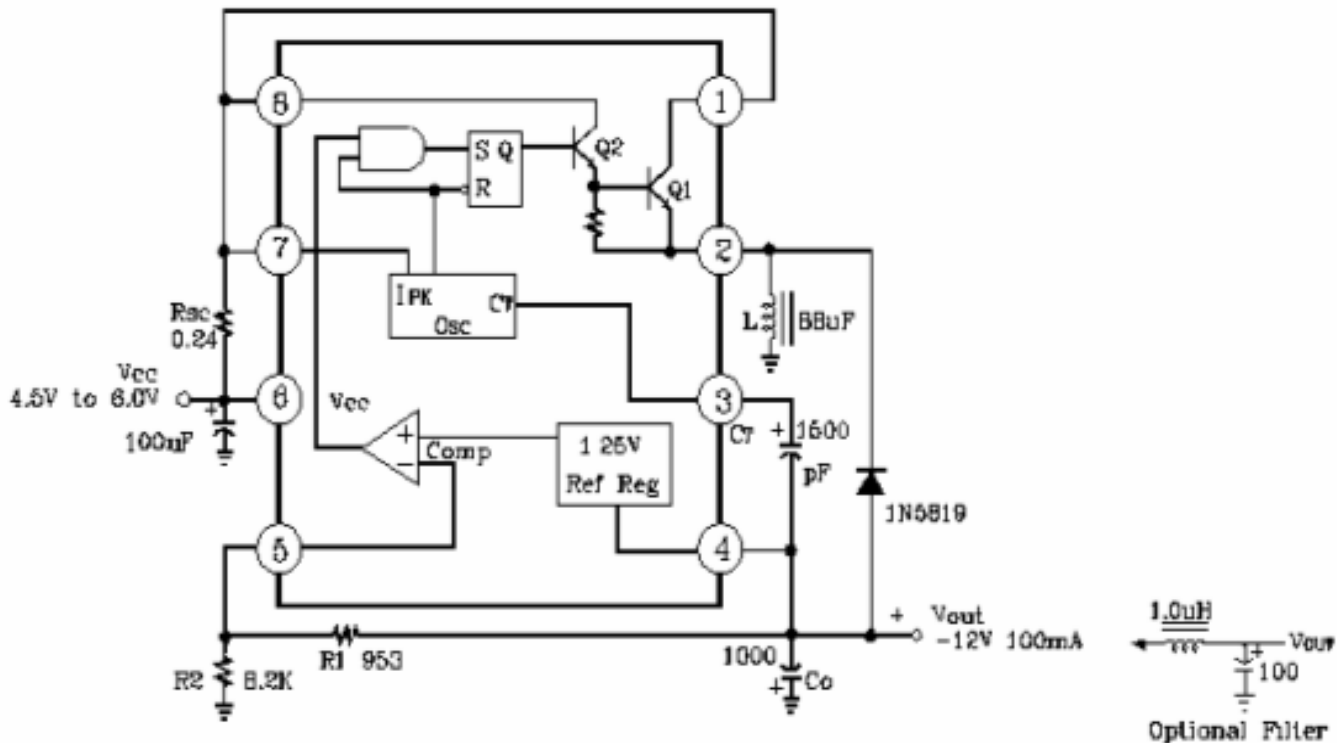 8
1
Q2
S Q
R
Q1
7
2
IPK
CT
Osc
L
88uF
Rsc
0.24
Vcc
4.5V to 6.0V
6
Vcc
3
CT
+
1500
pF
+
100uF
+
−
Comp
1 25V
Ref Reg
1N5819
5
4
+
Vout
-12V 100mA
1.0uH
VOUT
R1 953
1000
R2
8.2K
+
Co
+
100
Optional Filter